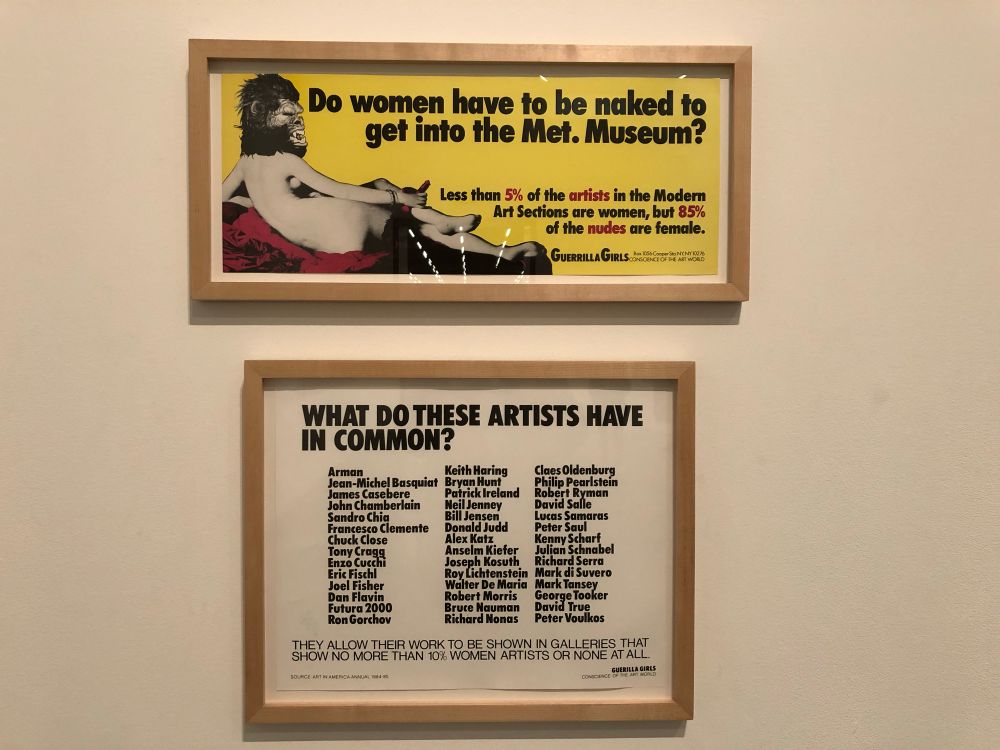 Do women have to be naked to
get into the Met. Museum?
Less than 5% of the artists in the Modern
Art Sections are women, but 85%
of the nudes are female.
GUERRILLA GIRLS Box 1056 Cooper Sta NY, NY 10276
CONSCIENCE OF THE ART WORLD
WHAT DO THESE ARTISTS HAVE
IN COMMON?
Arman
Jean-Michel Basquiat
James Casebere
John Chamberlain
Sandro Chia
Francesco Clemente
Chuck Close
Tony Cragg
Enzo Cucchi
Eric Fischl
Joel Fisher
Dan Flavin
Futura 2000
Ron Gorchov
Keith Haring
Bryan Hunt
Patrick Ireland
Neil Jenney
Bill Jensen
Donald Judd
Alex Katz
Anselm Kiefer
Joseph Kosuth
Roy Lichtenstein
Walter De Maria
Robert Morris
Bruce Nauman
Richard Nonas
Claes Oldenburg
Philip Pearlstein
Robert Ryman
David Salle
Lucas Samaras
Peter Saul
Kenny Scharf
Julian Schnabel
Richard Serra
Mark di Suvero
Mark Tansey
George Tooker
David True
Peter Voulkos
THEY ALLOW THEIR WORK TO BE SHOWN IN GALLERIES THAT
SHOW NO MORE THAN 10% WOMEN ARTISTS OR NONE AT ALL.
SOURCE ART IN AMERICA ANNUAL 1984-85
GUERILLA GIRLS
CONSCIENCE OF THE ART WORLD